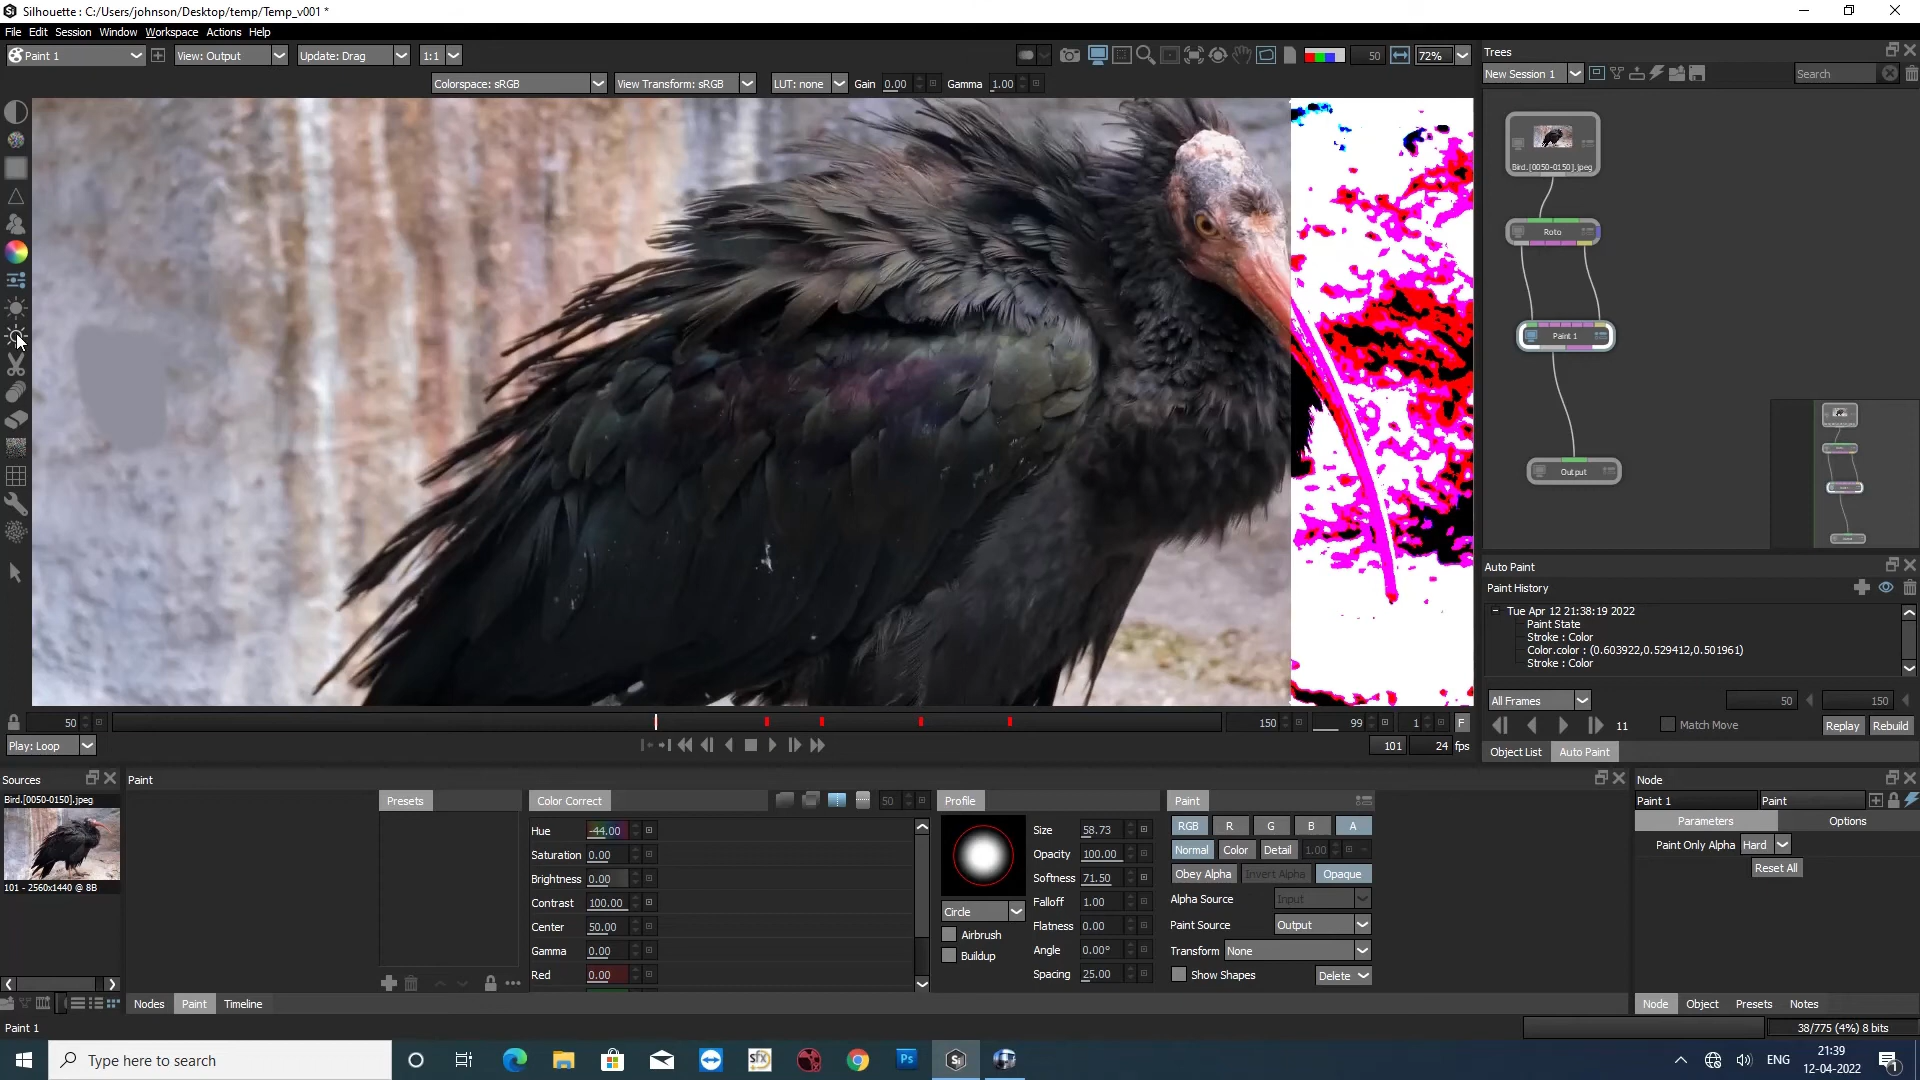 Silhouette : C:/Users/johnson/Desktop/temp/Temp_v001 *
File Edit Session Window Workspace Actions Help
Paint 1 View: Output Update: Drag 1:1 50 72%
Colorspace: sRGB View Transform: sRGB LUT: none Gain 0.00 Gamma 1.00
Trees
New Session 1 Search
Bird.[0050-0150].jpeg
Roto
Paint 1
Output
Auto Paint
Paint History
Tue Apr 12 21:38:19 2022
Paint State
Stroke : Color
Color.color : (0.603922,0.529412,0.501961)
Stroke : Color
All Frames 50 150
11 Match Move Replay Rebuild
Object List Auto Paint
50 150 99 1 F
Play: Loop 101 24 fps
Sources
Bird.[0050-0150].jpeg
101 - 2560x1440 @ 8B
Paint
Presets
Color Correct 50
Hue -44.00
Saturation 0.00
Brightness 0.00
Contrast 100.00
Center 50.00
Gamma 0.00
Red 0.00
Profile
Circle
Airbrush
Buildup
Size 58.73
Opacity 100.00
Softness 71.50
Falloff 1.00
Flatness 0.00
Angle 0.00°
Spacing 25.00
Paint
RGB R G B A
Normal Color Detail 1.00
Obey Alpha Invert Alpha Opaque
Alpha Source Input
Paint Source Output
Transform None
Show Shapes Delete
Node
Paint 1 Paint
Parameters Options
Paint Only Alpha Hard
Reset All
Nodes Paint Timeline
Node Object Presets Notes
Paint 1
38/775 (4%) 8 bits
Type here to search
sfx
Ps
Si
ENG
21:39
12-04-2022
1